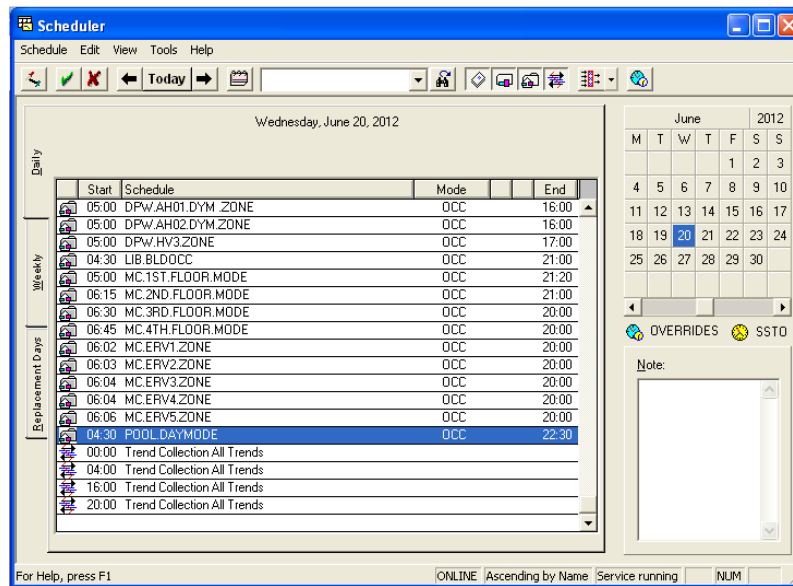 Scheduler
Schedule Edit View Tools Help
Today
Wednesday, June 20, 2012
Daily
Weekly
Replacement Days
Start Schedule Mode End
05:00 DPW.AH01.DYM .ZONE OCC 16:00
05:00 DPW.AH02.DYM.ZONE OCC 16:00
05:00 DPW.HV3.ZONE OCC 17:00
04:30 LIB.BLDOCC OCC 21:00
05:00 MC.1ST.FLOOR.MODE OCC 21:20
06:15 MC.2ND.FLOOR.MODE OCC 21:00
06:30 MC.3RD.FLOOR.MODE OCC 20:00
06:45 MC.4TH.FLOOR.MODE OCC 20:00
06:02 MC.ERV1.ZONE OCC 20:00
06:03 MC.ERV2.ZONE OCC 20:00
06:04 MC.ERV3.ZONE OCC 20:00
06:04 MC.ERV4.ZONE OCC 20:00
06:06 MC.ERV5.ZONE OCC 20:00
04:30 POOL.DAYMODE OCC 22:30
00:00 Trend Collection All Trends
04:00 Trend Collection All Trends
16:00 Trend Collection All Trends
20:00 Trend Collection All Trends
June 2012
M T W T F S S
1 2 3
4 5 6 7 8 9 10
11 12 13 14 15 16 17
18 19 20 21 22 23 24
25 26 27 28 29 30
OVERRIDES SSTO
Note:
For Help, press F1 ONLINE Ascending by Name Service running NUM